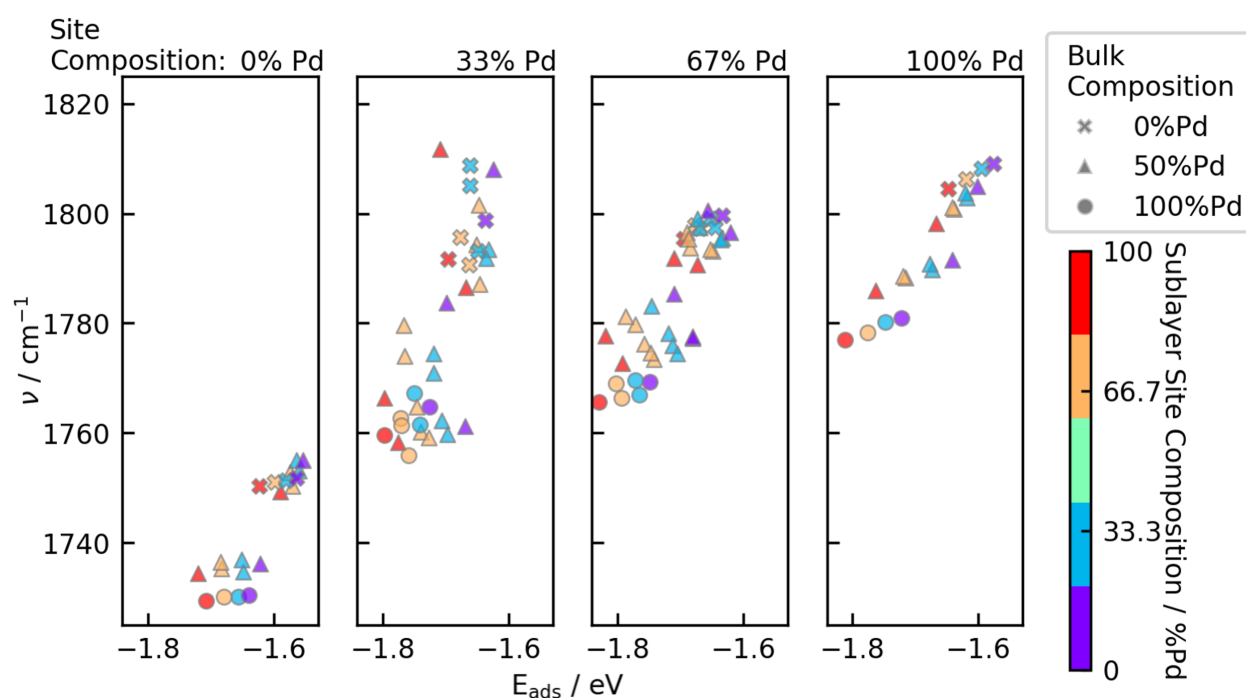 Site
Composition: 0% Pd
33% Pd
67% Pd
100% Pd
1820
1800
1780
1760
1740
ν / cm⁻¹
−1.8
−1.6
−1.8
−1.6
−1.8
−1.6
−1.8
−1.6
E_ads / eV
Bulk
Composition
0%Pd
50%Pd
100%Pd
100
66.7
33.3
0
Sublayer Site Composition / %Pd